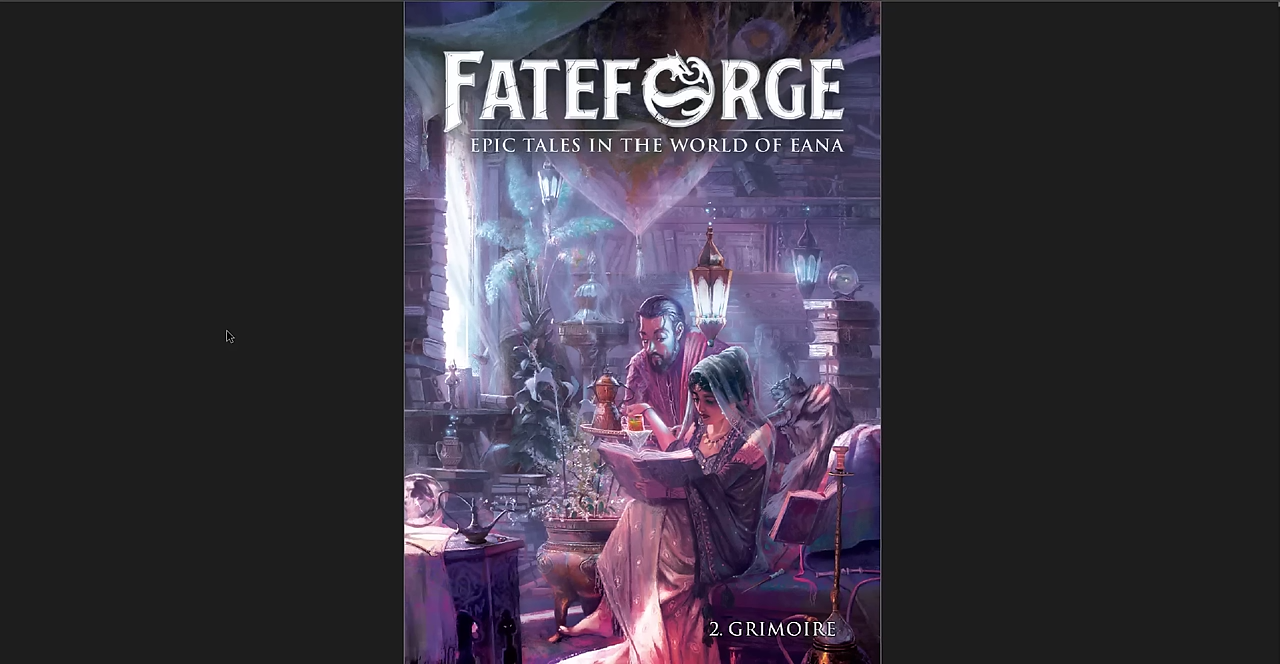 FATEFORGE
EPIC TALES IN THE WORLD OF EANA
2. GRIMOIRE